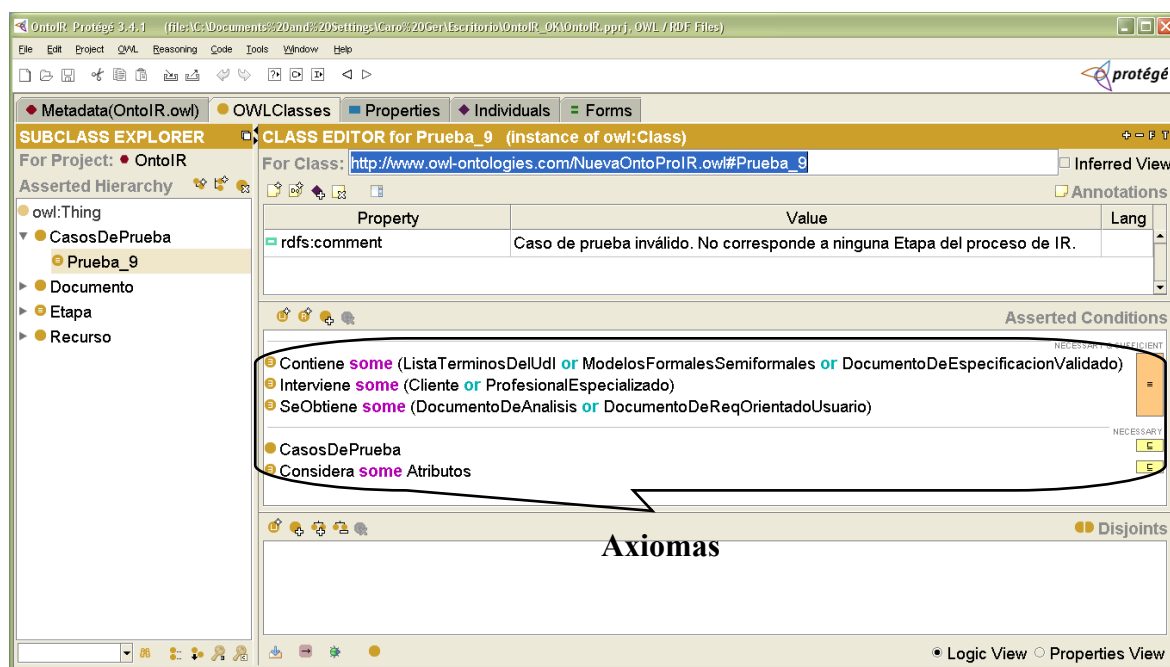 OntoIR Protégé 3.4.1 (file:\C:\Documents%20and%20Settings\Caro%20Ger\Escritorio\OntoIR_OK\OntoIR.pprj, OWL / RDF Files)
File Edit Project OWL Reasoning Code Tools Window Help
protégé
Metadata(OntoIR.owl) OWLClasses Properties Individuals Forms
SUBCLASS EXPLORER
For Project: OntoIR
Asserted Hierarchy
owl:Thing
CasosDePrueba
Prueba_9
Documento
Etapa
Recurso
CLASS EDITOR for Prueba_9 (instance of owl:Class)
For Class: http://www.owl-ontologies.com/NuevaOntoProIR.owl#Prueba_9 Inferred View
Annotations
Property Value Lang
rdfs:comment Caso de prueba inválido. No corresponde a ninguna Etapa del proceso de IR.
Asserted Conditions
NECESSARY & SUFFICIENT
Contiene some (ListaTerminosDelUdI or ModelosFormalesSemiformales or DocumentoDeEspecificacionValidado)
Interviene some (Cliente or ProfesionalEspecializado)
SeObtiene some (DocumentoDeAnalisis or DocumentoDeReqOrientadoUsuario)
NECESSARY
CasosDePrueba
Considera some Atributos
Disjoints
Axiomas
Logic View Properties View